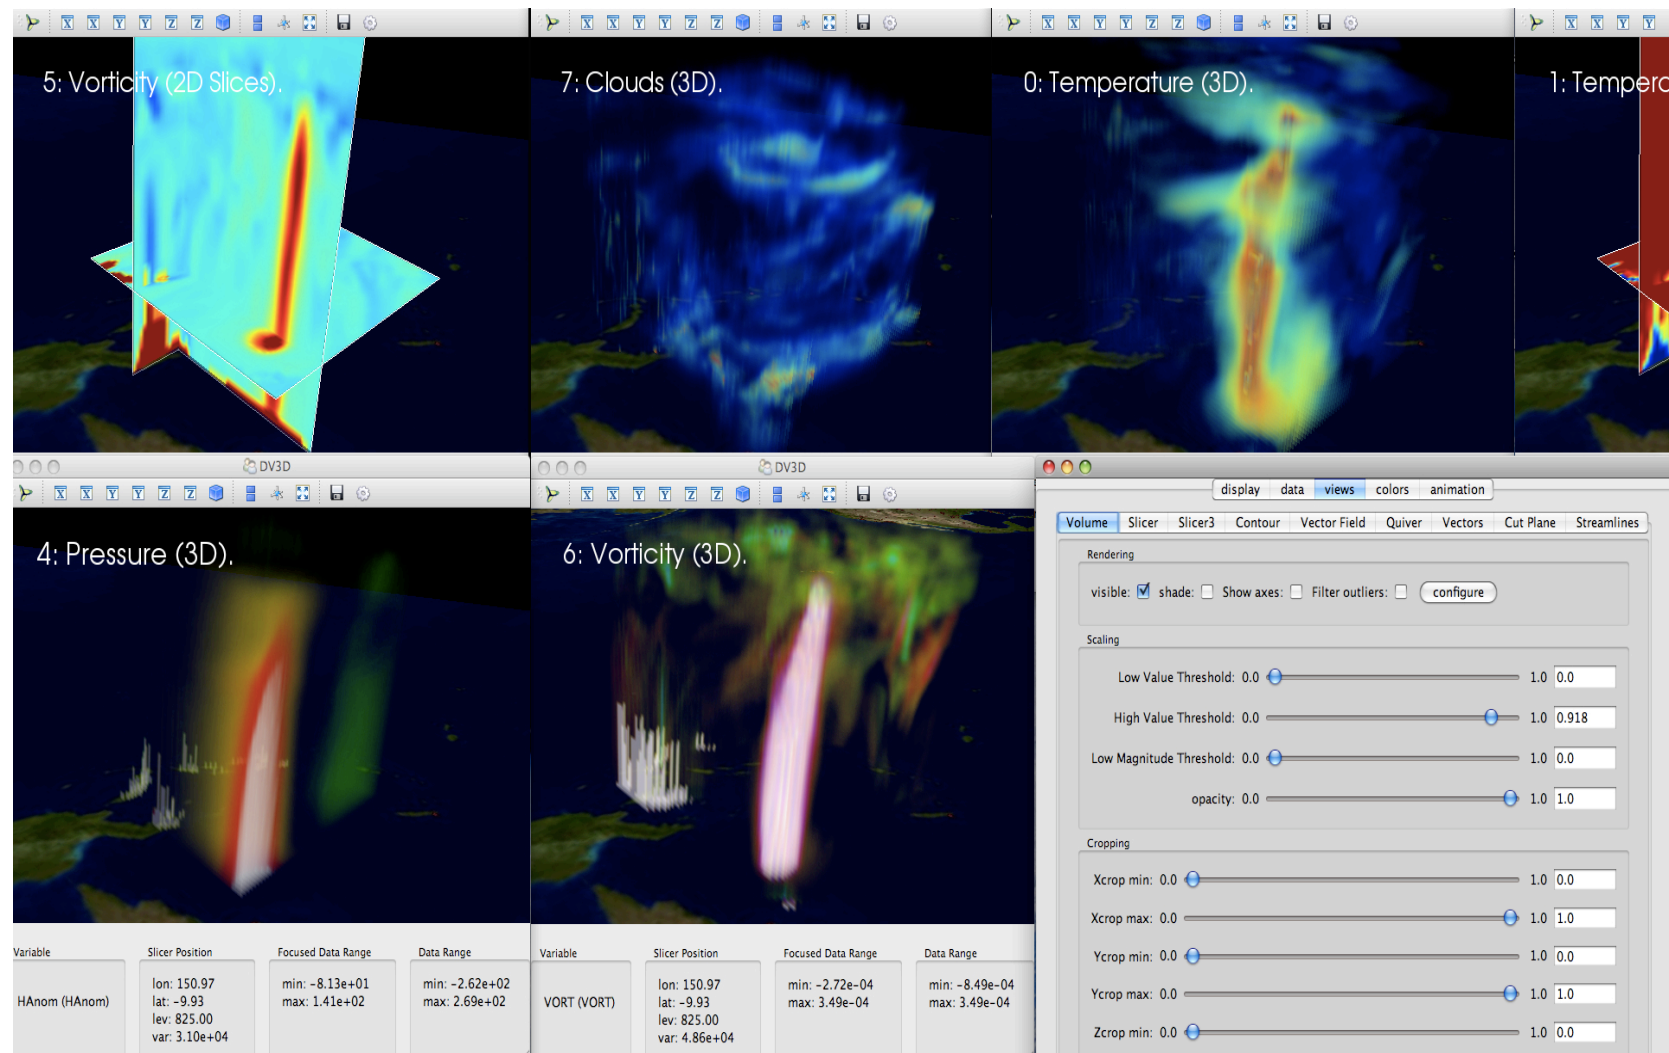 X X Y Y Z Z
X X Y Y Z Z
X X Y Y Z Z
X X Y Y
5: Vorticity (2D Slices).
7: Clouds (3D).
0: Temperature (3D).
1: Tempera
DV3D
DV3D
X X Y Y Z Z
X X Y Y Z Z
4: Pressure (3D).
6: Vorticity (3D).
Variable
Slicer Position
Focused Data Range
Data Range
HAnom (HAnom)
lon: 150.97
lat: -9.93
lev: 825.00
var: 3.10e+04
min: -8.13e+01
max: 1.41e+02
min: -2.62e+02
max: 2.69e+02
Variable
Slicer Position
Focused Data Range
Data Range
VORT (VORT)
lon: 150.97
lat: -9.93
lev: 825.00
var: 4.86e+04
min: -2.72e-04
max: 3.49e-04
min: -8.49e-04
max: 3.49e-04
display data views colors animation
Volume Slicer Slicer3 Contour Vector Field Quiver Vectors Cut Plane Streamlines
Rendering
visible: shade: Show axes: Filter outliers: configure
Scaling
Low Value Threshold: 0.0 1.0 0.0
High Value Threshold: 0.0 1.0 0.918
Low Magnitude Threshold: 0.0 1.0 0.0
opacity: 0.0 1.0 1.0
Cropping
Xcrop min: 0.0 1.0 0.0
Xcrop max: 0.0 1.0 1.0
Ycrop min: 0.0 1.0 0.0
Ycrop max: 0.0 1.0 1.0
Zcrop min: 0.0 1.0 0.0